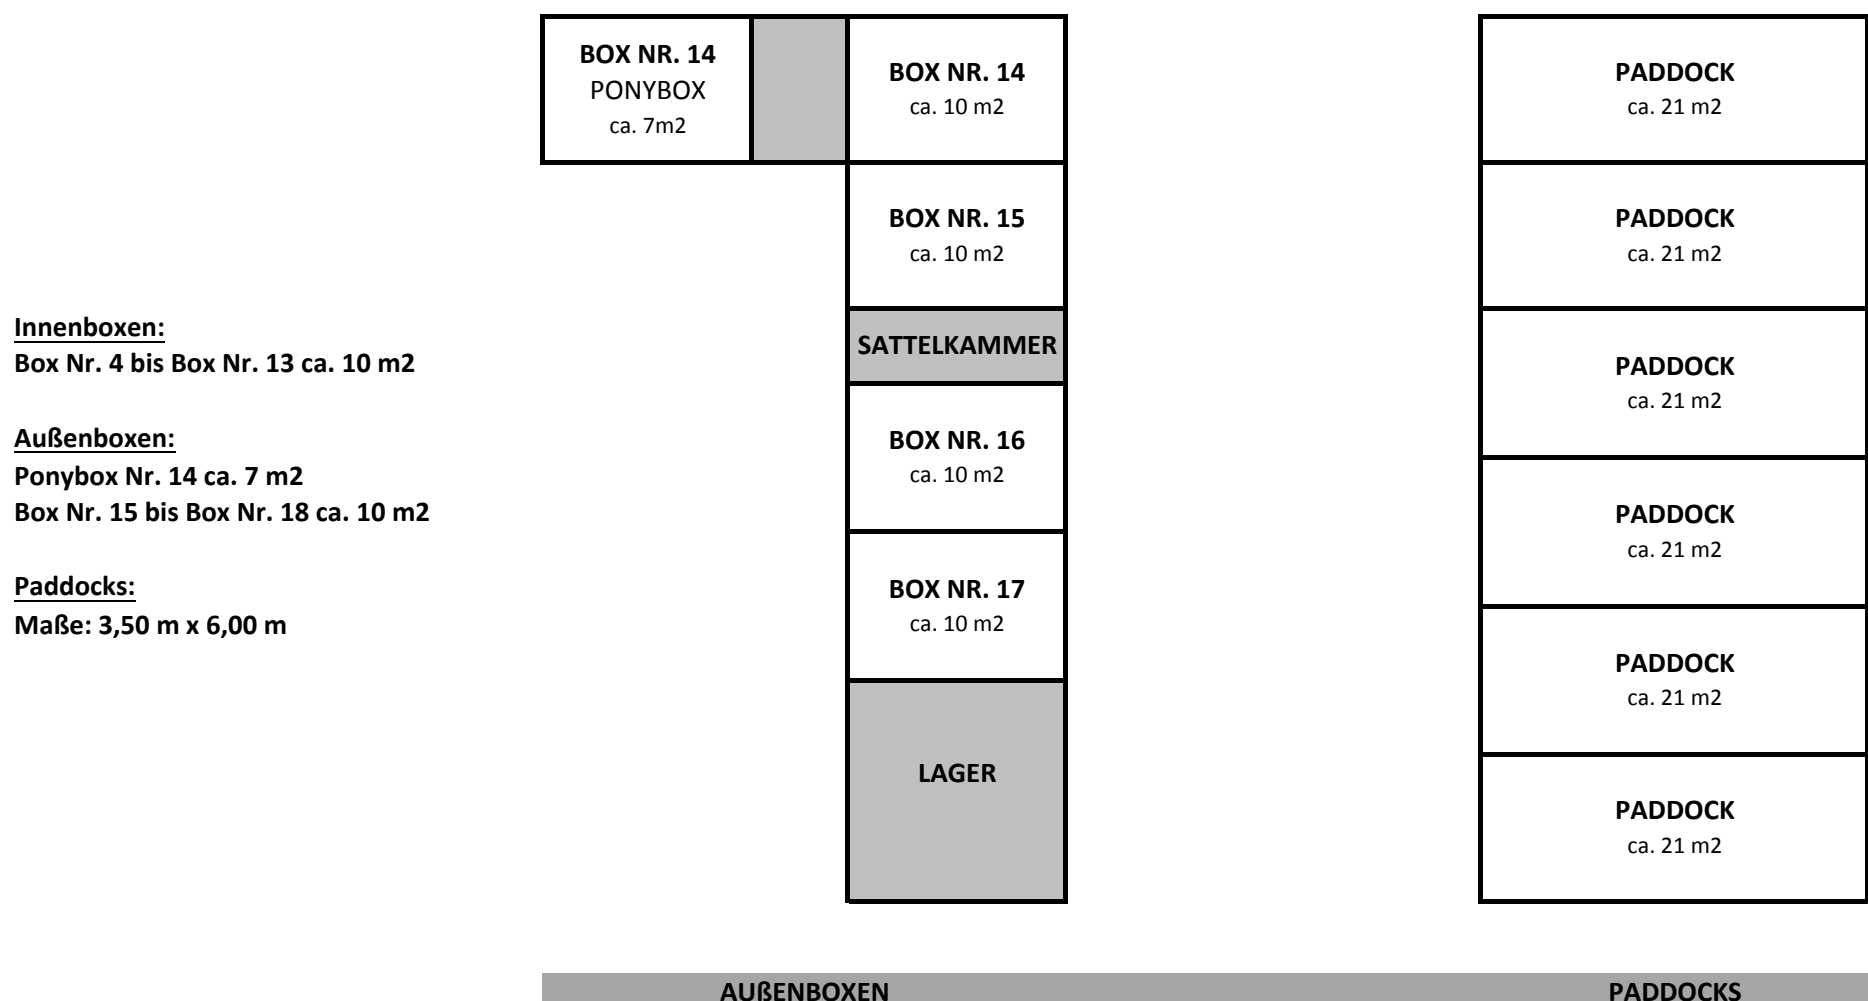 BOX NR. 14
PONYBOX
ca. 7m2
BOX NR. 14
ca. 10 m2
PADDOCK
ca. 21 m2
BOX NR. 15
ca. 10 m2
PADDOCK
ca. 21 m2
Innenboxen:
Box Nr. 4 bis Box Nr. 13 ca. 10 m2
Außenboxen:
Ponybox Nr. 14 ca. 7 m2
Box Nr. 15 bis Box Nr. 18 ca. 10 m2
Paddocks:
Maße: 3,50 m x 6,00 m
SATTELKAMMER
PADDOCK
ca. 21 m2
BOX NR. 16
ca. 10 m2
PADDOCK
ca. 21 m2
BOX NR. 17
ca. 10 m2
PADDOCK
ca. 21 m2
LAGER
PADDOCK
ca. 21 m2
AUßENBOXEN
PADDOCKS